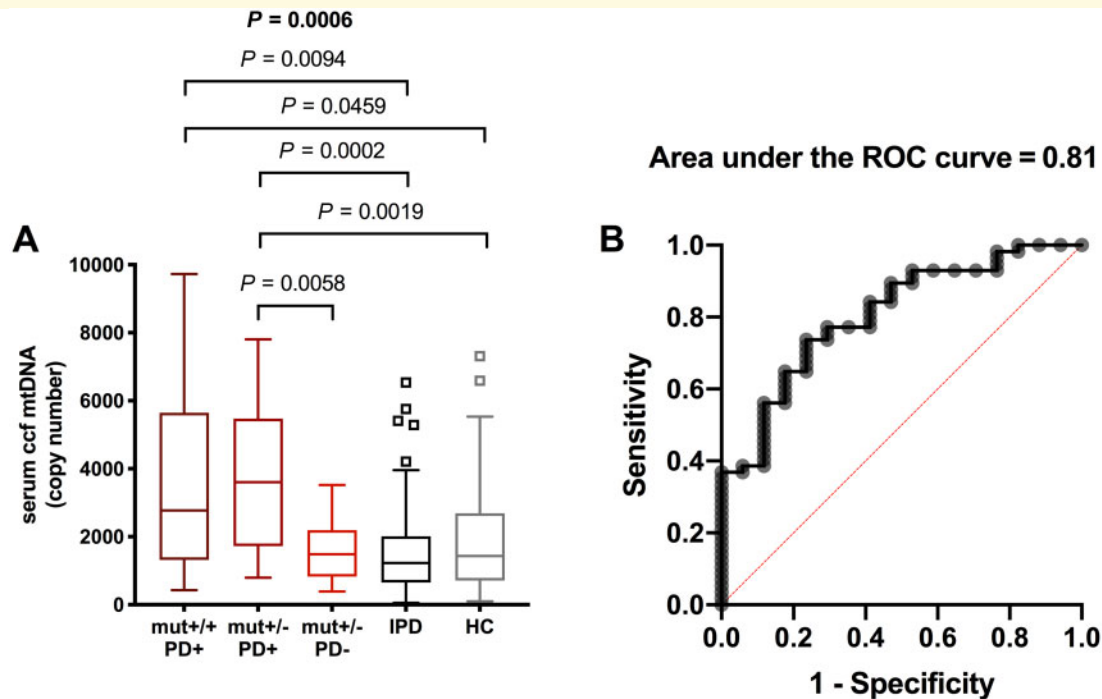 P = 0.0006
P = 0.0094
P = 0.0459
P = 0.0002
P = 0.0019
P = 0.0058
A
serum ccf mtDNA
(copy number)
10000
8000
6000
4000
2000
0
mut+/+
PD+
mut+/-
PD+
mut+/-
PD-
IPD
HC
Area under the ROC curve = 0.81
B
Sensitivity
1.0
0.8
0.6
0.4
0.2
0.0
0.0 0.2 0.4 0.6 0.8 1.0
1 - Specificity